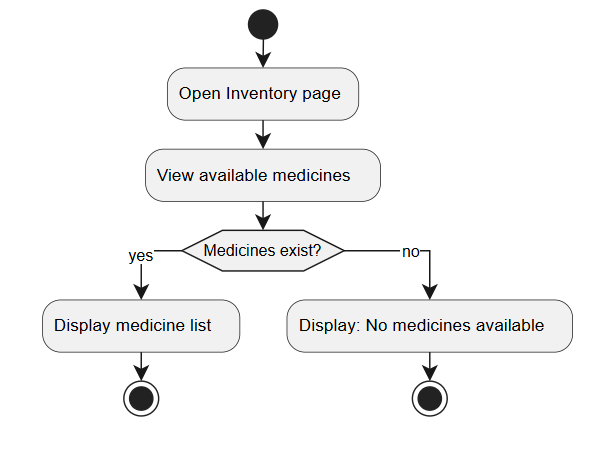 Open Inventory page
View available medicines
Medicines exist?
yes
no
Display medicine list
Display: No medicines available